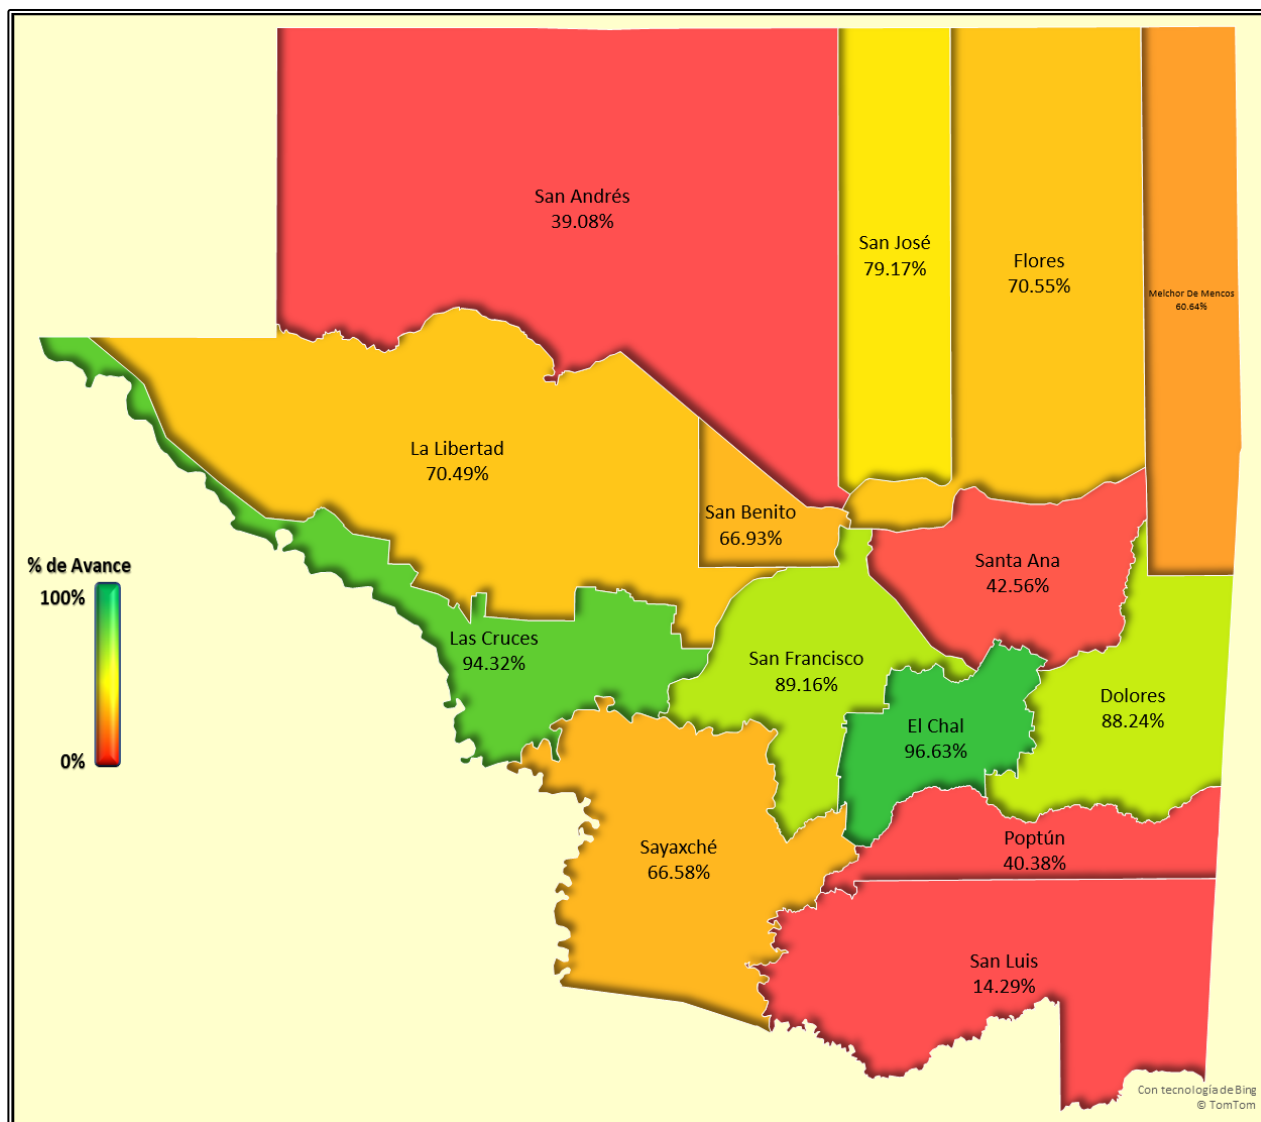 San Andrés
39.08%
San José
79.17%
Flores
70.55%
Melchor De Mencos
60.64%
La Libertad
70.49%
San Benito
66.93%
Santa Ana
42.56%
% de Avance
100%
0%
Las Cruces
94.32%
San Francisco
89.16%
El Chal
96.63%
Dolores
88.24%
Sayaxché
66.58%
Poptún
40.38%
San Luis
14.29%
Con tecnología de Bing
© TomTom